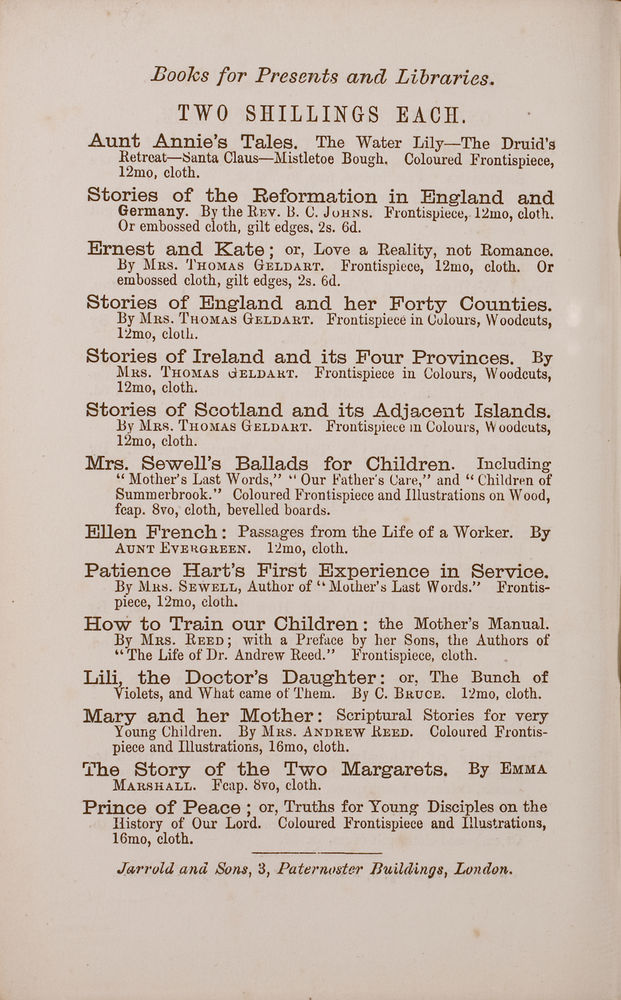 Books for Presents and Libraries.
TWO SHILLINGS EACH.
Aunt Annie's Tales. The Water Lily—The Druid's
Retreat—Santa Claus—Mistletoe Bough. Coloured Frontispiece,
12mo, cloth.
Stories of the Reformation in England and
Germany. By the REV. B. C. JOHNS. Frontispiece, 12mo, cloth.
Or embossed cloth, gilt edges, 2s. 6d.
Ernest and Kate; or, Love a Reality, not Romance.
By MRS. THOMAS GELDART. Frontispiece, 12mo, cloth. Or
embossed cloth, gilt edges, 2s. 6d.
Stories of England and her Forty Counties.
By MRS. THOMAS GELDART. Frontispiece in Colours, Woodcuts,
12mo, cloth.
Stories of Ireland and its Four Provinces. By
MRS. THOMAS GELDART. Frontispiece in Colours, Woodcuts,
12mo, cloth.
Stories of Scotland and its Adjacent Islands.
By MRS. THOMAS GELDART. Frontispiece in Colours, Woodcuts,
12mo, cloth.
Mrs. Sewell's Ballads for Children. Including
"Mother's Last Words," "Our Father's Care," and "Children of
Summerbrook." Coloured Frontispiece and Illustrations on Wood,
fcap. 8vo, cloth, bevelled boards.
Ellen French: Passages from the Life of a Worker. By
AUNT EVERGREEN. 12mo, cloth.
Patience Hart's First Experience in Service.
By MRS. SEWELL, Author of "Mother's Last Words." Frontis-
piece, 12mo, cloth.
How to Train our Children: the Mother's Manual.
By MRS. REED; with a Preface by her Sons, the Authors of
"The Life of Dr. Andrew Reed." Frontispiece, cloth.
Lili, the Doctor's Daughter: or, The Bunch of
Violets, and What came of Them. By C. BRUCE. 12mo, cloth.
Mary and her Mother: Scriptural Stories for very
Young Children. By MRS. ANDREW REED. Coloured Frontis-
piece and Illustrations, 16mo, cloth.
The Story of the Two Margarets. By EMMA
MARSHALL. Fcap. 8vo, cloth.
Prince of Peace; or, Truths for Young Disciples on the
History of Our Lord. Coloured Frontispiece and Illustrations,
16mo, cloth.
Jarrold and Sons, 3, Paternoster Buildings, London.